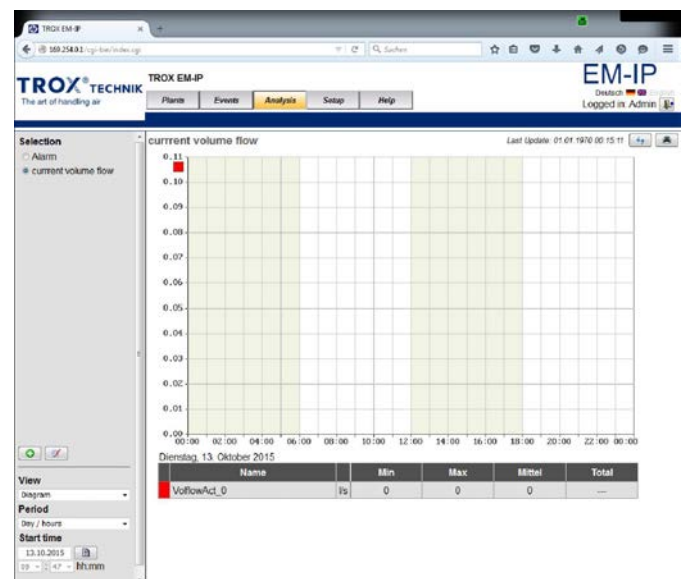 TROX EM-IP
169.254.0.1/cgi-bin/index.cgi
Suchen
TROX® TECHNIK
The art of handling air
TROX EM-IP
Plants Events Analysis Setup Help
EM-IP
Deutsch English
Logged in: Admin
Selection
Alarm
currrent volume flow
currrent volume flow
Last Update: 01.01.1970 00:15:11
0.11
0.10
0.09
0.08
0.07
0.06
0.05
0.04
0.03
0.02
0.01
0.00
00:00 02:00 04:00 06:00 08:00 10:00 12:00 14:00 16:00 18:00 20:00 22:00 00:00
Dienstag, 13. Oktober 2015
Name Min Max Mittel Total
VolflowAct_0 l/s 0 0 0 ---
View
Diagram
Period
Day / hours
Start time
13.10.2015
: 47 hh:mm